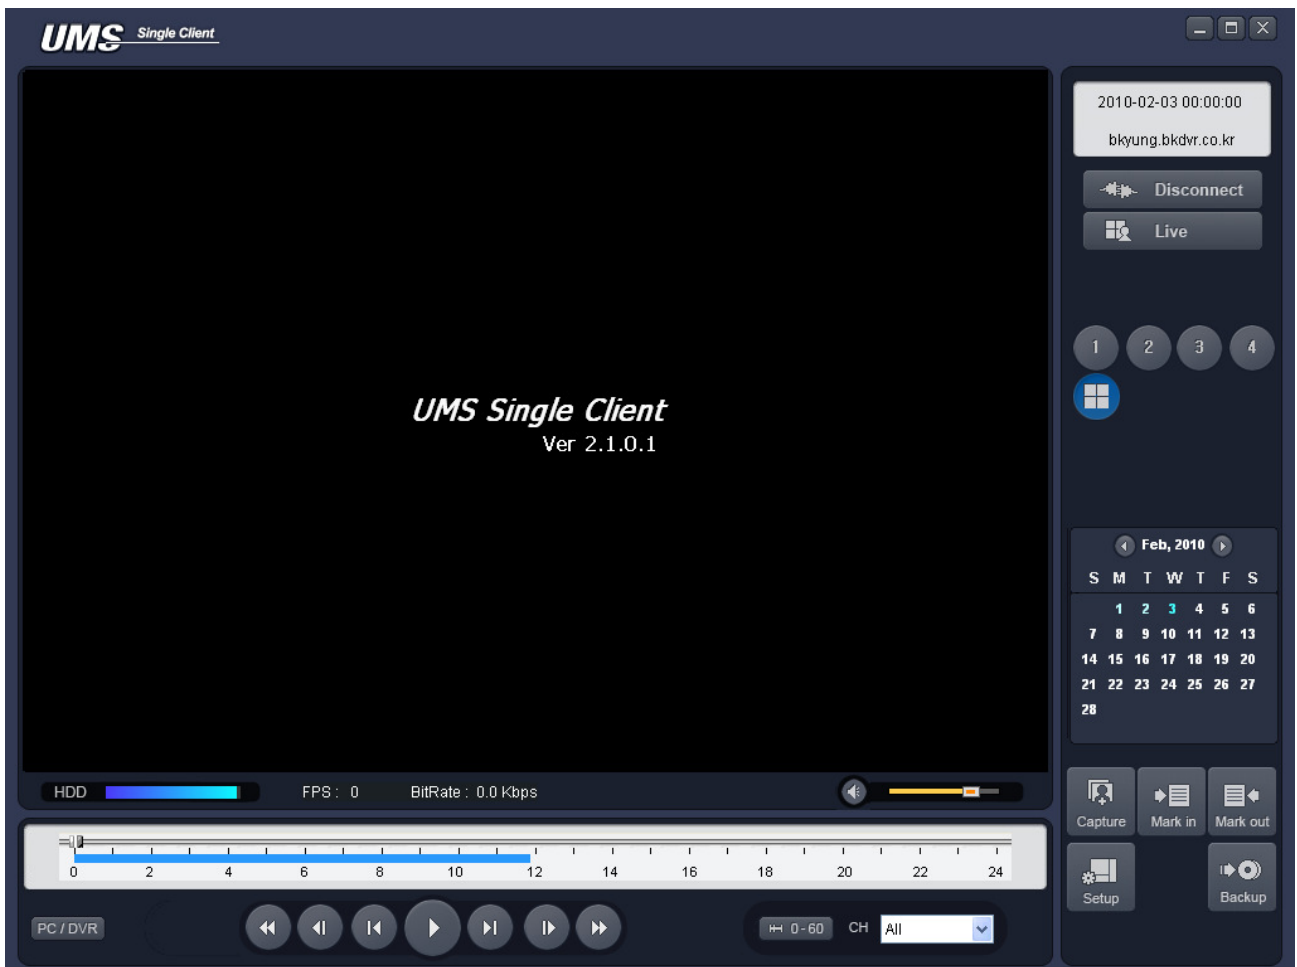 UMS Single Client
2010-02-03 00:00:00
bkyung.bkdvr.co.kr
Disconnect
Live
1 2 3 4
UMS Single Client
Ver 2.1.0.1
Feb, 2010
S M T W T F S
1 2 3 4 5 6
7 8 9 10 11 12 13
14 15 16 17 18 19 20
21 22 23 24 25 26 27
28
HDD FPS : 0 BitRate : 0.0 Kbps
Capture Mark in Mark out
0 2 4 6 8 10 12 14 16 18 20 22 24
Setup Backup
PC / DVR 0-60 CH All